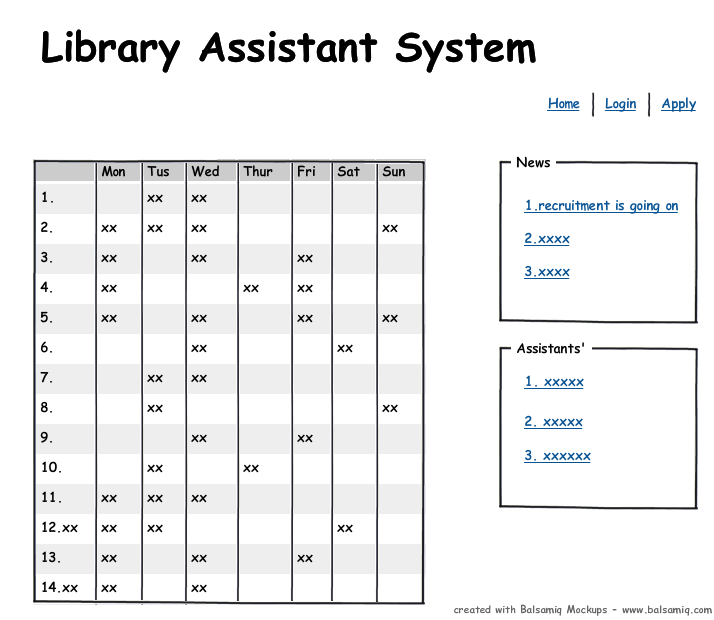 Library Assistant System
Home Login Apply
Mon Tus Wed Thur Fri Sat Sun
1. xx xx
2. xx xx xx xx
3. xx xx xx
4. xx xx xx
5. xx xx xx xx
6. xx xx
7. xx xx
8. xx xx
9. xx xx
10. xx xx
11. xx xx xx
12.xx xx xx xx
13. xx xx xx
14.xx xx xx
News
1.recruitment is going on
2.xxxx
3.xxxx
Assistants'
1. xxxxx
2. xxxxx
3. xxxxxx
created with Balsamiq Mockups - www.balsamiq.com